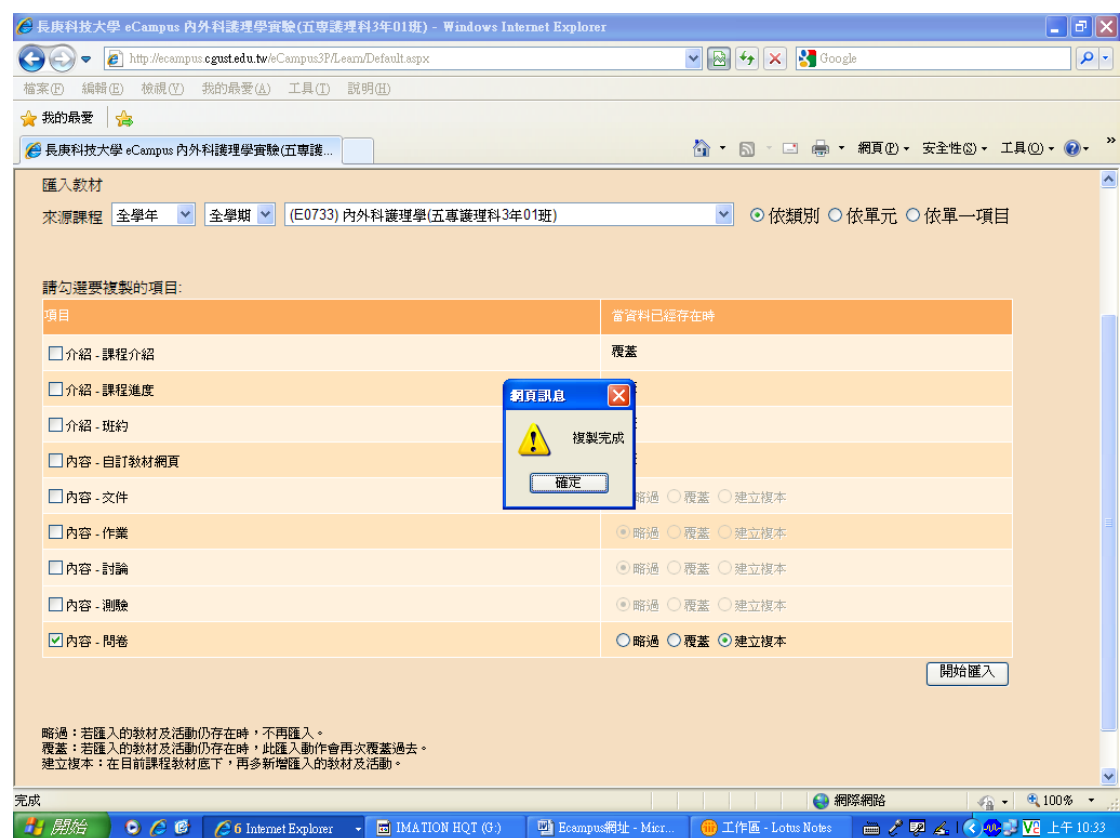 長庚科技大學 eCampus 內外科護理學實驗(五專護理科3年01班) - Windows Internet Explorer
http://ecampus.cgust.edu.tw/eCampus3P/Learn/Default.aspx
Google
檔案(F) 編輯(E) 檢視(V) 我的最愛(A) 工具(T) 說明(H)
我的最愛
長庚科技大學 eCampus 內外科護理學實驗(五專護...
網頁(P) 安全性(S) 工具(O) »
匯入教材
來源課程 全學年 全學期 (E0733) 內外科護理學(五專護理科3年01班) 依類別 依單元 依單一項目
請勾選要複製的項目:
項目 當資料已經存在時
介紹 - 課程介紹 覆蓋
介紹 - 課程進度
介紹 - 班約
內容 - 自訂教材網頁
內容 - 文件 略過 覆蓋 建立複本
內容 - 作業 略過 覆蓋 建立複本
內容 - 討論 略過 覆蓋 建立複本
內容 - 測驗 略過 覆蓋 建立複本
內容 - 問卷 略過 覆蓋 建立複本
網頁訊息
複製完成
確定
開始匯入
略過：若匯入的教材及活動仍存在時，不再匯入。
覆蓋：若匯入的教材及活動仍存在時，此匯入動作會再次覆蓋過去。
建立複本：在目前課程教材底下，再多新增匯入的教材及活動。
完成 網際網路 100%
開始 6 Internet Explorer IMATION HQT (G:) Ecampus網址 - Micr... 工作區 - Lotus Notes 上午 10:33